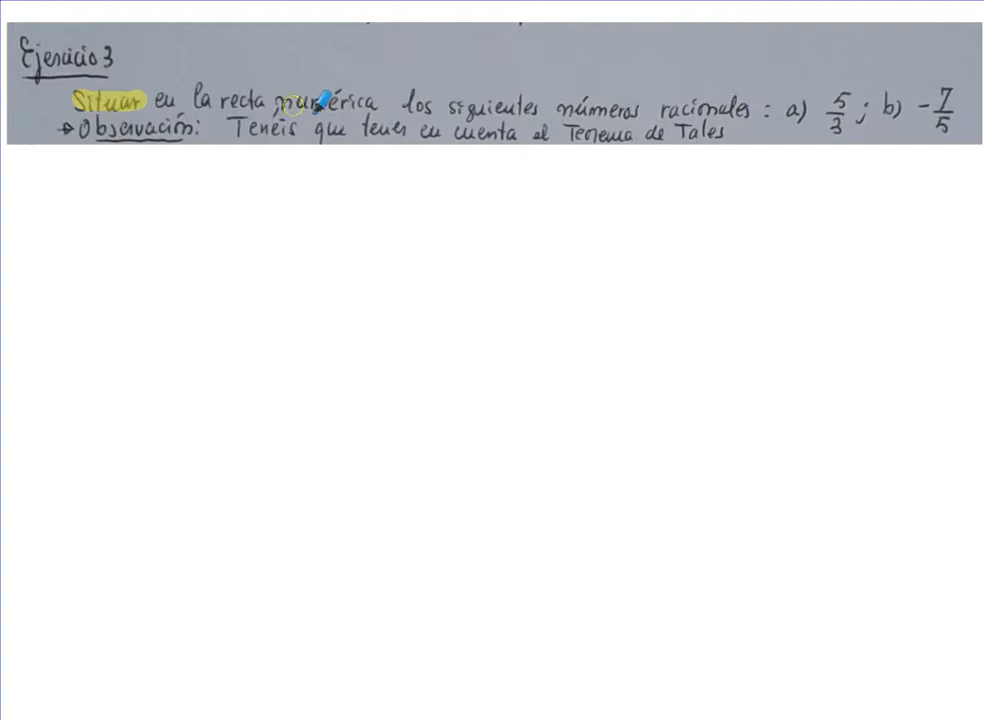 Ejercicio 3
Situar en la recta numérica los siguientes números racionales: a) 5/3 ; b) -7/5
→ Observación: Tenéis que tener en cuenta el Teorema de Tales